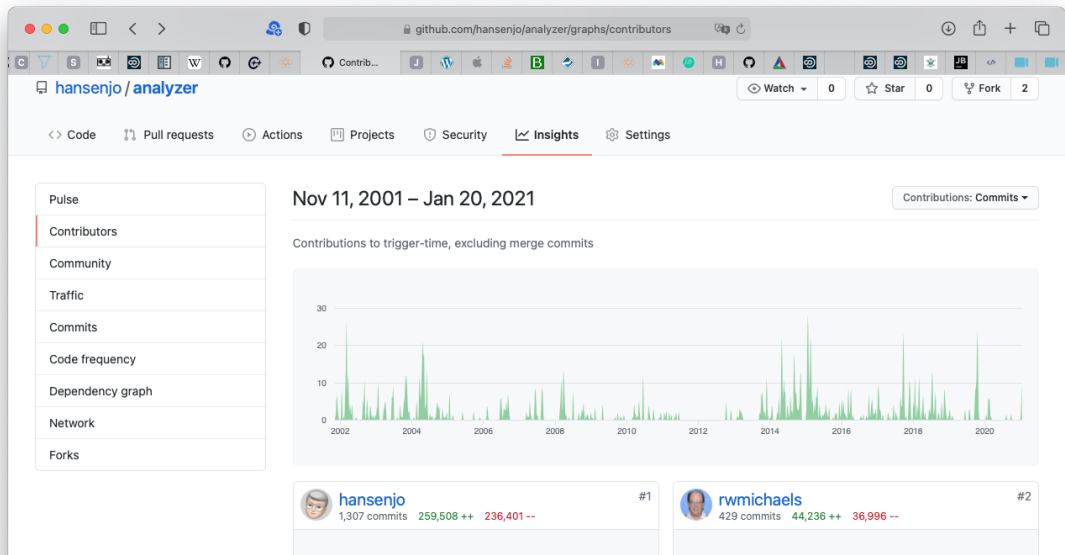 github.com/hansenjo/analyzer/graphs/contributors
C S W Contrib... J B I H JB
hansenjo / analyzer
Watch 0 Star 0 Fork 2
Code Pull requests Actions Projects Security Insights Settings
Pulse
Contributors
Community
Traffic
Commits
Code frequency
Dependency graph
Network
Forks
Nov 11, 2001 – Jan 20, 2021
Contributions: Commits
Contributions to trigger-time, excluding merge commits
30
20
10
0
2002 2004 2006 2008 2010 2012 2014 2016 2018 2020
hansenjo #1
1,307 commits 259,508 ++ 236,401 --
rwmichaels #2
429 commits 44,236 ++ 36,996 --